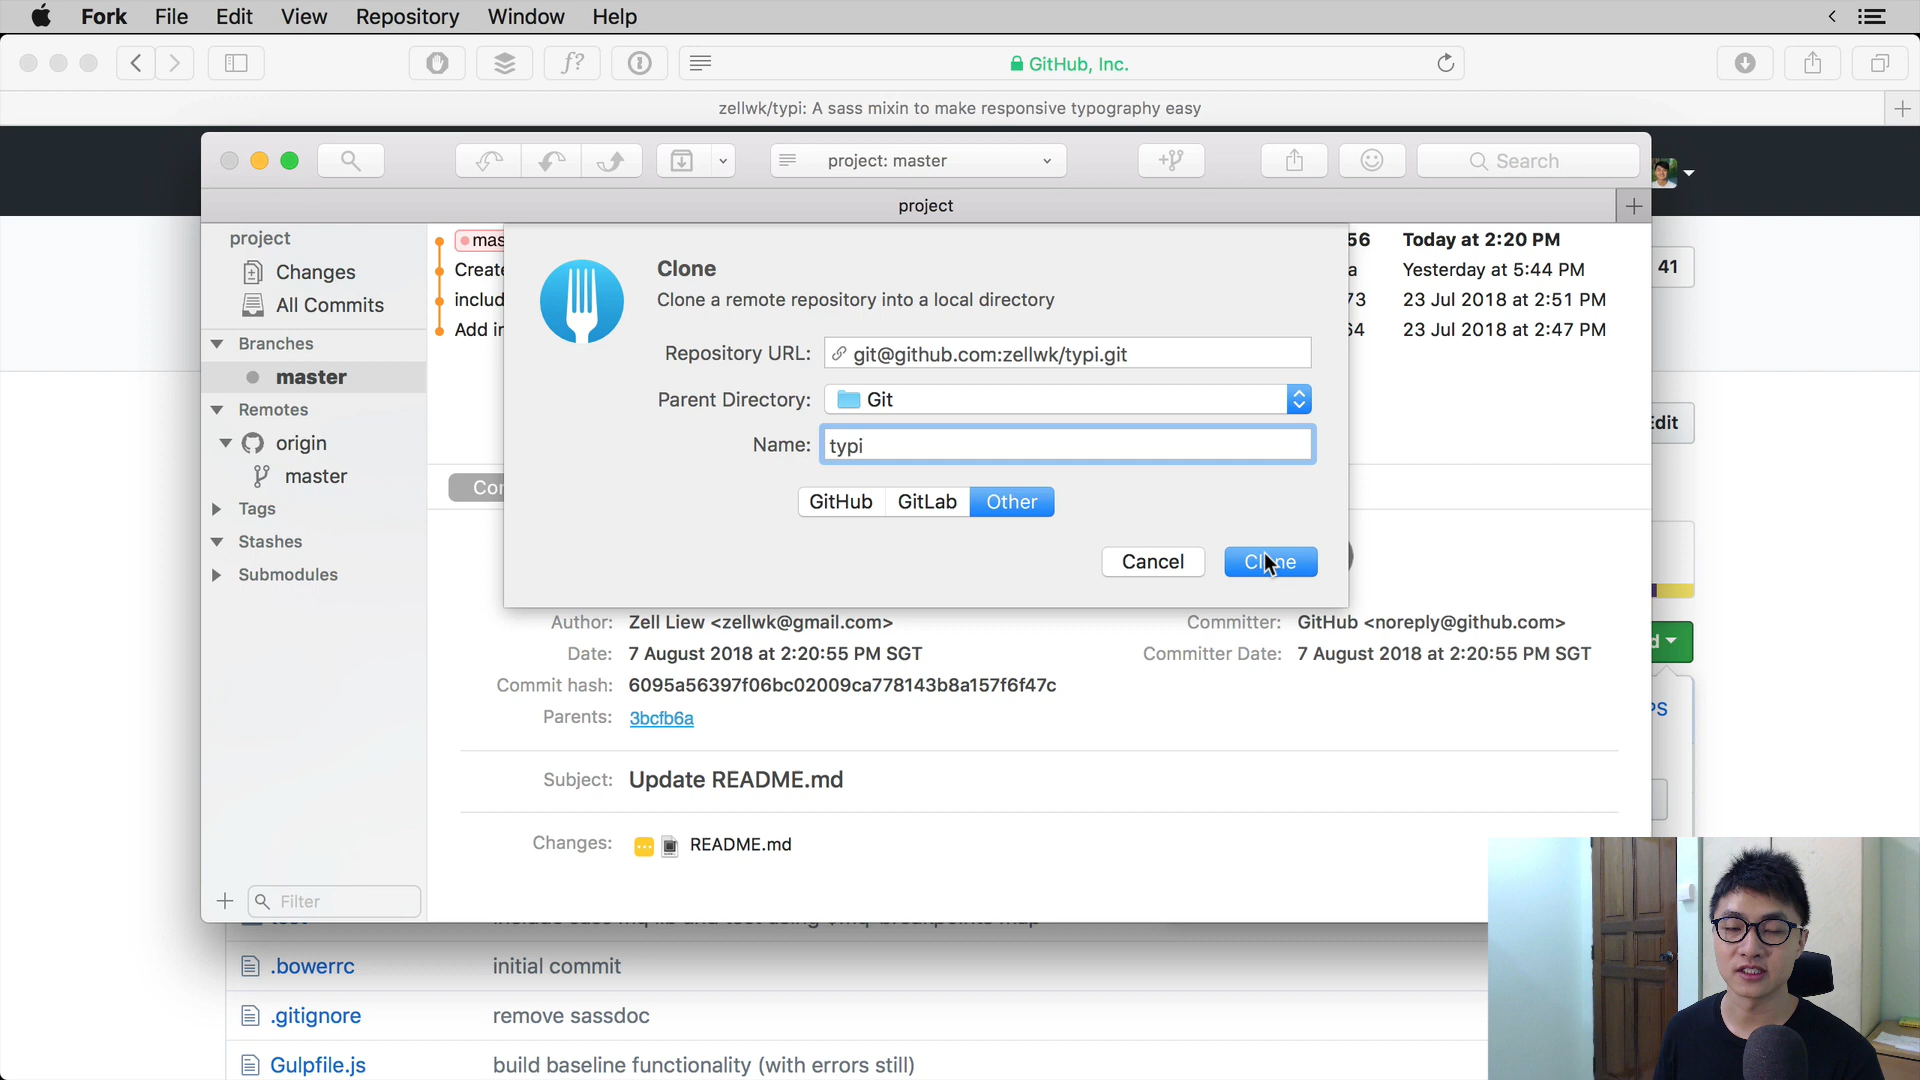 Fork File Edit View Repository Window Help
GitHub, Inc.
zellwk/typi: A sass mixin to make responsive typography easy
project: master
Search
project
project
Changes
All Commits
Branches
master
Remotes
origin
master
Tags
Stashes
Submodules
Filter
mas
56 Today at 2:20 PM
Create
a Yesterday at 5:44 PM
includ
73 23 Jul 2018 at 2:51 PM
Add in
64 23 Jul 2018 at 2:47 PM
Clone
Clone a remote repository into a local directory
Repository URL: git@github.com:zellwk/typi.git
Parent Directory: Git
Name: typi
GitHub GitLab Other
Cancel Clone
Author: Zell Liew <zellwk@gmail.com>
Committer: GitHub <noreply@github.com>
Date: 7 August 2018 at 2:20:55 PM SGT
Committer Date: 7 August 2018 at 2:20:55 PM SGT
Commit hash: 6095a56397f06bc02009ca778143b8a157f6f47c
Parents: 3bcfb6a
Subject: Update README.md
Changes: README.md
41
Edit
.bowerrc initial commit
.gitignore remove sassdoc
Gulpfile.js build baseline functionality (with errors still)